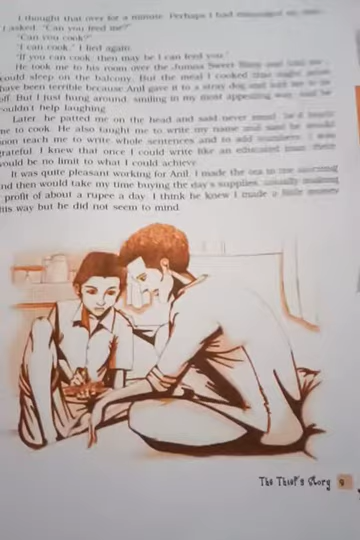 I thought that over for a minute. Perhaps I had
I asked, "Can you feed me?"
"Can you cook?"
"I can cook," I lied again.
"If you can cook, then may be I can feed you."
He took me to his room over the Jumna Sweet Shop and
could sleep on the balcony. But the meal I cooked that night
have been terrible because Anil gave it to a stray dog and told me to be
off. But I just hung around, smiling in my most appealing way, and he
couldn't help laughing.
Later, he patted me on the head and said never mind, he'd teach
me to cook. He also taught me to write my name and said he would
soon teach me to write whole sentences and to add numbers. I was
grateful. I knew that once I could write like an educated man there
would be no limit to what I could achieve.
It was quite pleasant working for Anil. I made the tea in the morning
and then would take my time buying the day's supplies, usually making
profit of about a rupee a day. I think he knew I made a little money
this way but he did not seem to mind.
The Thief's Story 9